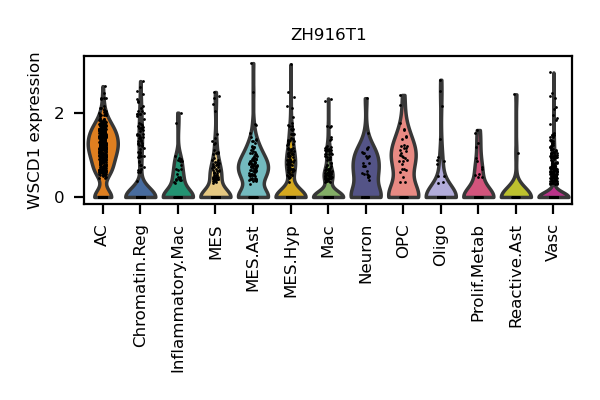 ZH916T1
WSCD1 expression
2
0
AC
Chromatin.Reg
Inflammatory.Mac
MES
MES.Ast
MES.Hyp
Mac
Neuron
OPC
Oligo
Prolif.Metab
Reactive.Ast
Vasc